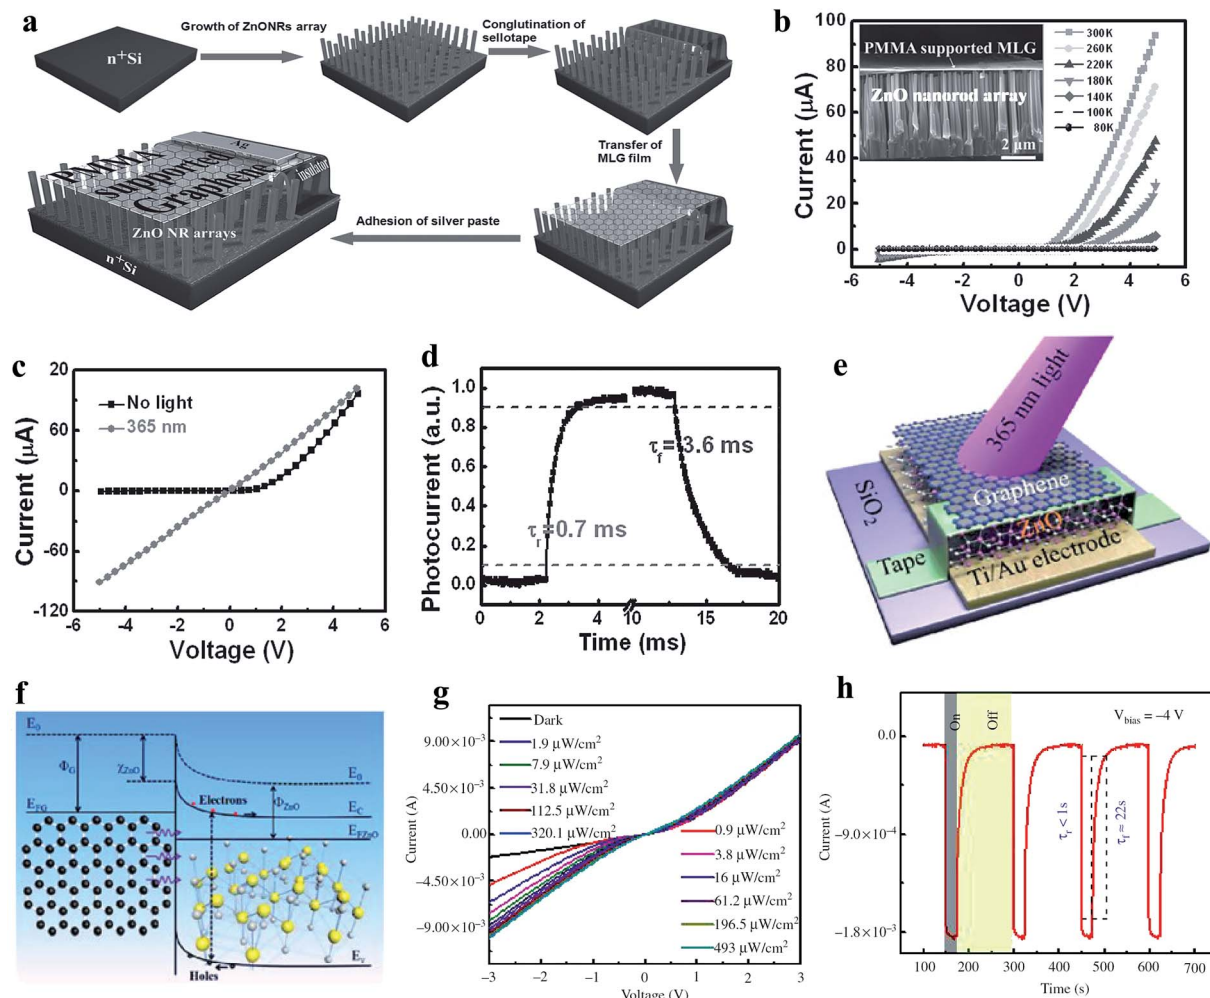 a
n+Si
Growth of ZnONRs array
Conglutination of
sellotape
Transfer of
MLG film
Adhesion of silver paste
Ag
PMMA
supported
Graphene
insulator
ZnO NR arrays
n+Si
b
Current (μA)
100
80
60
40
20
0
PMMA supported MLG
ZnO nanorod array
2 μm
300K
260K
220K
180K
140K
100K
80K
-6 -4 -2 0 2 4 6
Voltage (V)
c
Current (μA)
20
60
0
-60
-120
No light
365 nm
-6 -4 -2 0 2 4 6
Voltage (V)
d
Photocurrent (a.u.)
1.0
0.8
0.6
0.4
0.2
0.0
τf=3.6 ms
τr=0.7 ms
0 2 4 10 15 20
Time (ms)
e
365 nm light
Graphene
SiO2
ZnO
Tape
Ti/Au electrode
f
E0
ΦG
χZnO
E0
Electrons
ΦZnO
EFG
EC
EFZnO
Ev
Holes
g
Current (A)
9.00×10⁻³
4.50×10⁻³
0.00
−4.50×10⁻³
−9.00×10⁻³
Dark
1.9 μW/cm²
7.9 μW/cm²
31.8 μW/cm²
112.5 μW/cm²
320.1 μW/cm²
0.9 μW/cm²
3.8 μW/cm²
16 μW/cm²
61.2 μW/cm²
196.5 μW/cm²
493 μW/cm²
−3 −2 −1 0 1 2 3
Voltage (V)
h
Current (A)
0.0
−9.0×10⁻⁴
−1.8×10⁻³
On
Off
Vbias = −4 V
τr < 1s
τf ≈ 22s
100 200 300 400 500 600 700
Time (s)